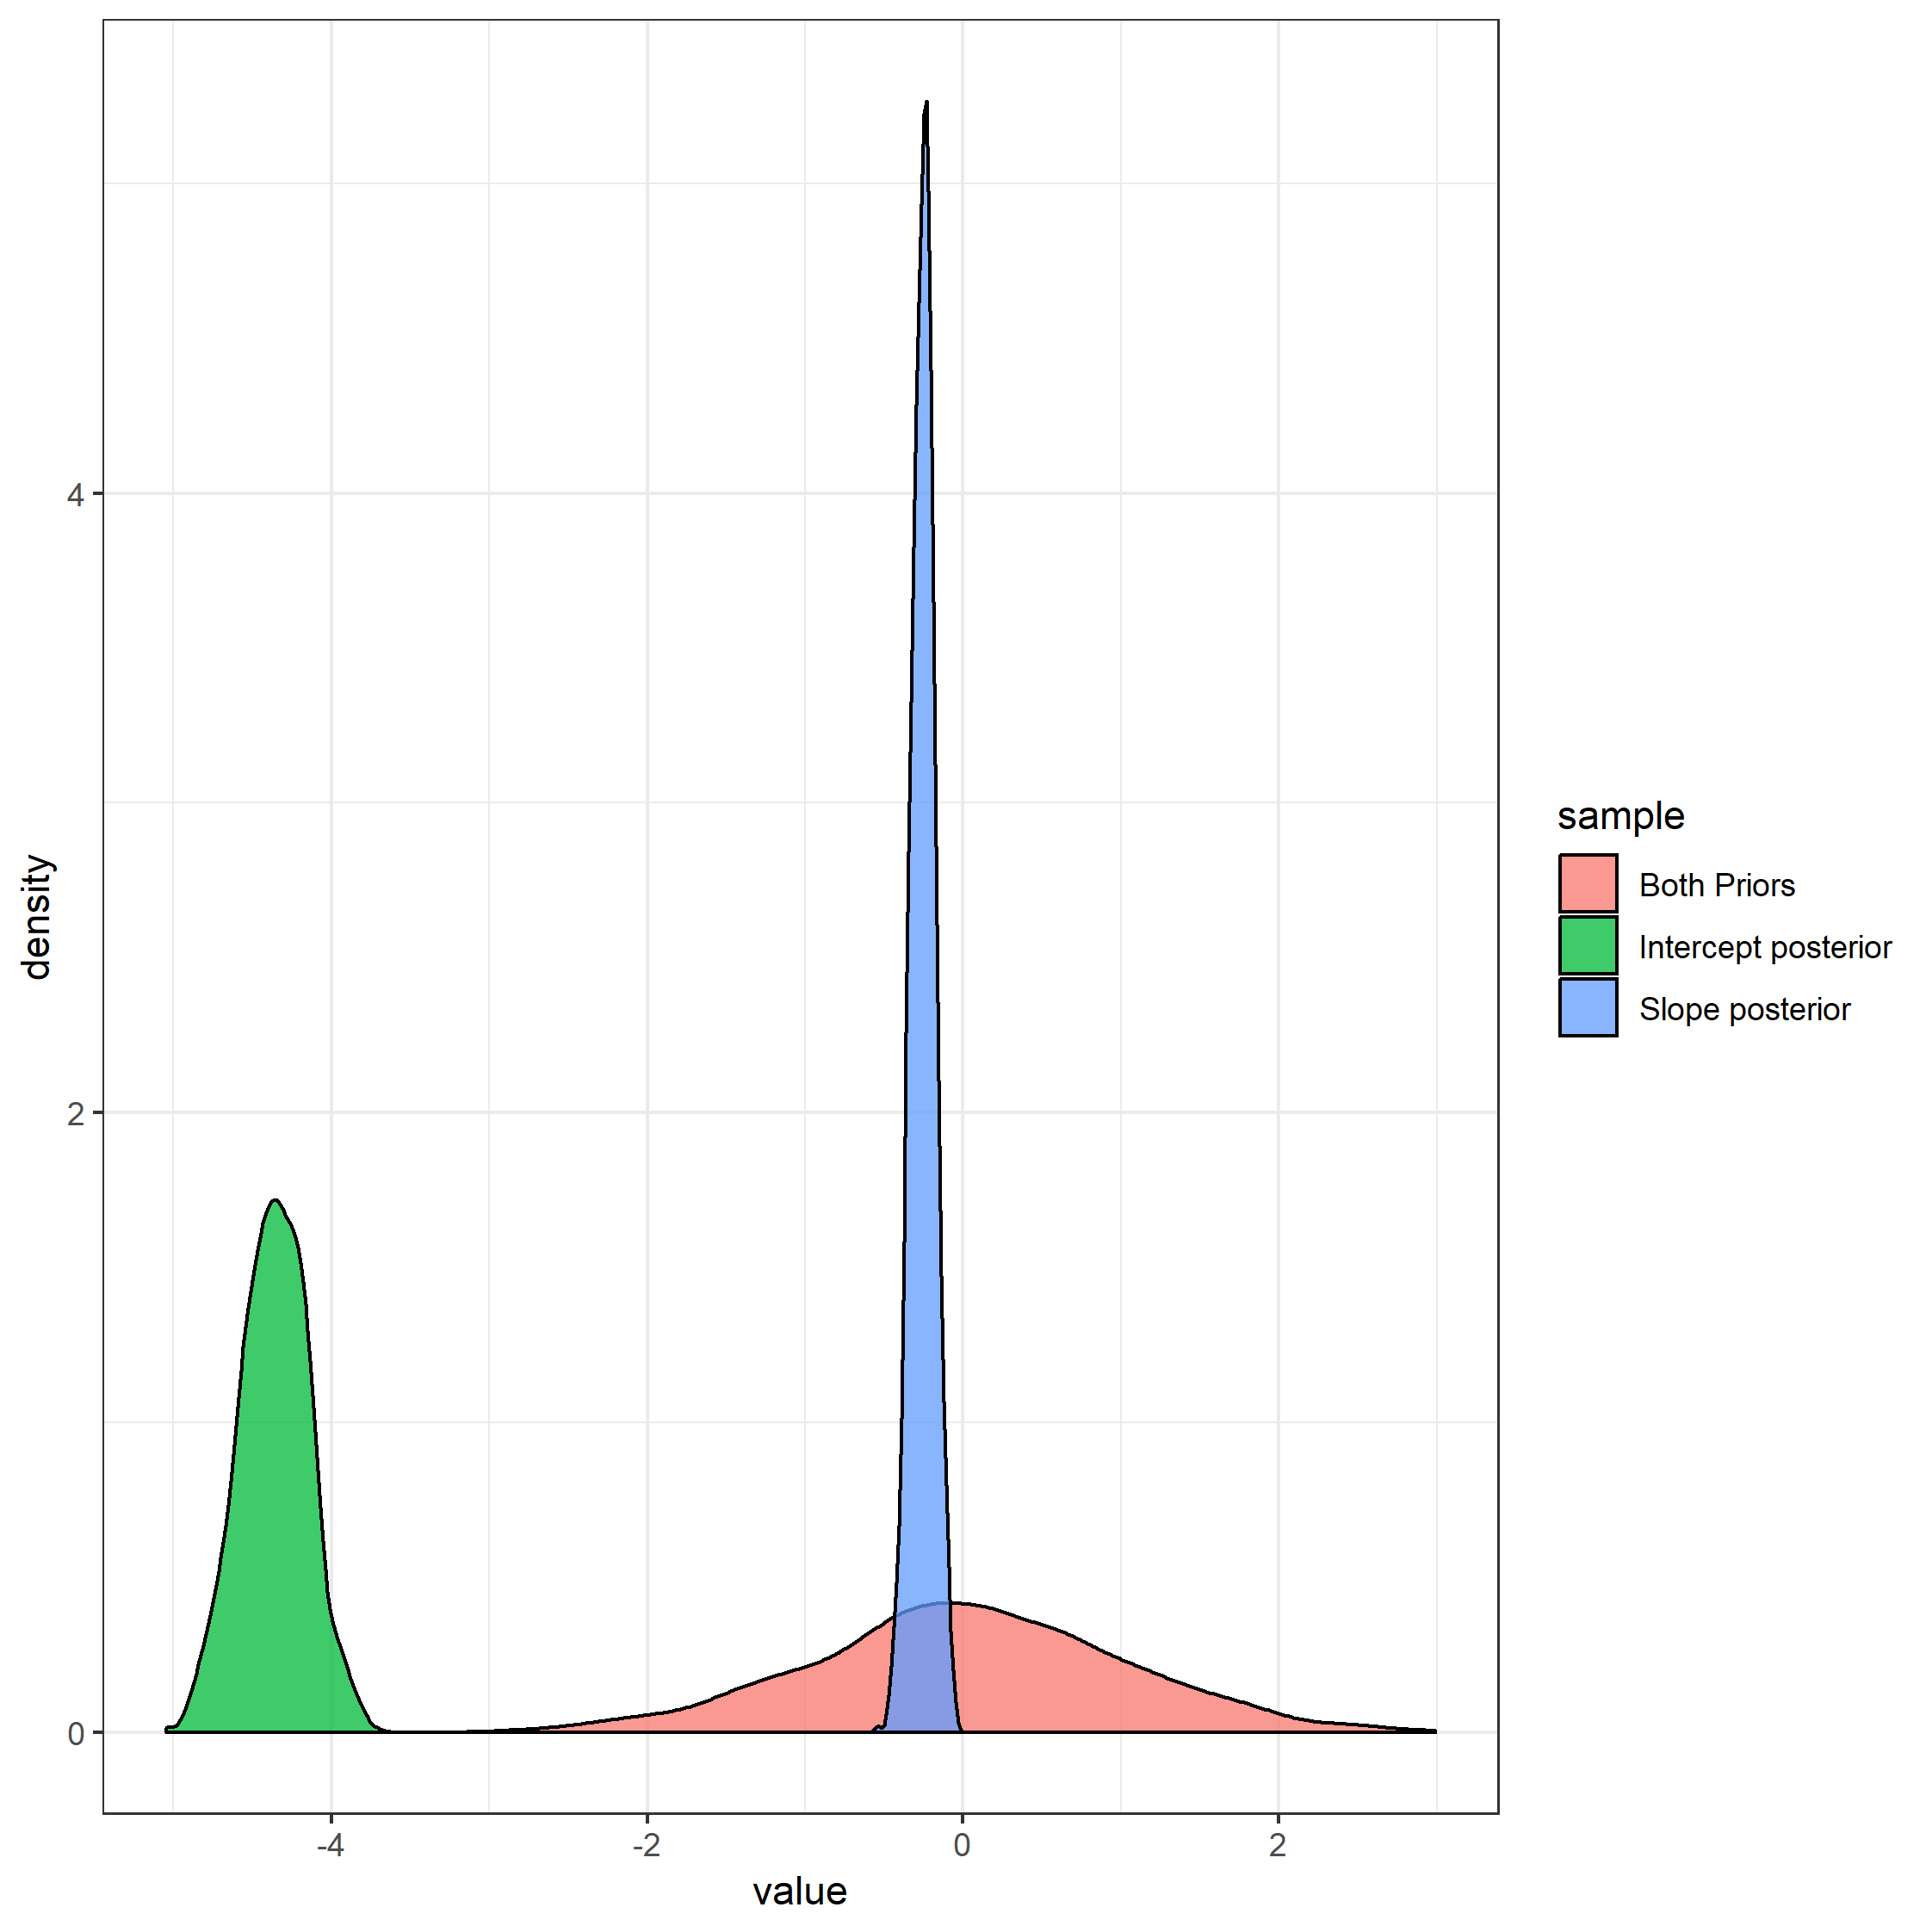 density
4
2
0
-4
-2
0
2
value
sample
Both Priors
Intercept posterior
Slope posterior